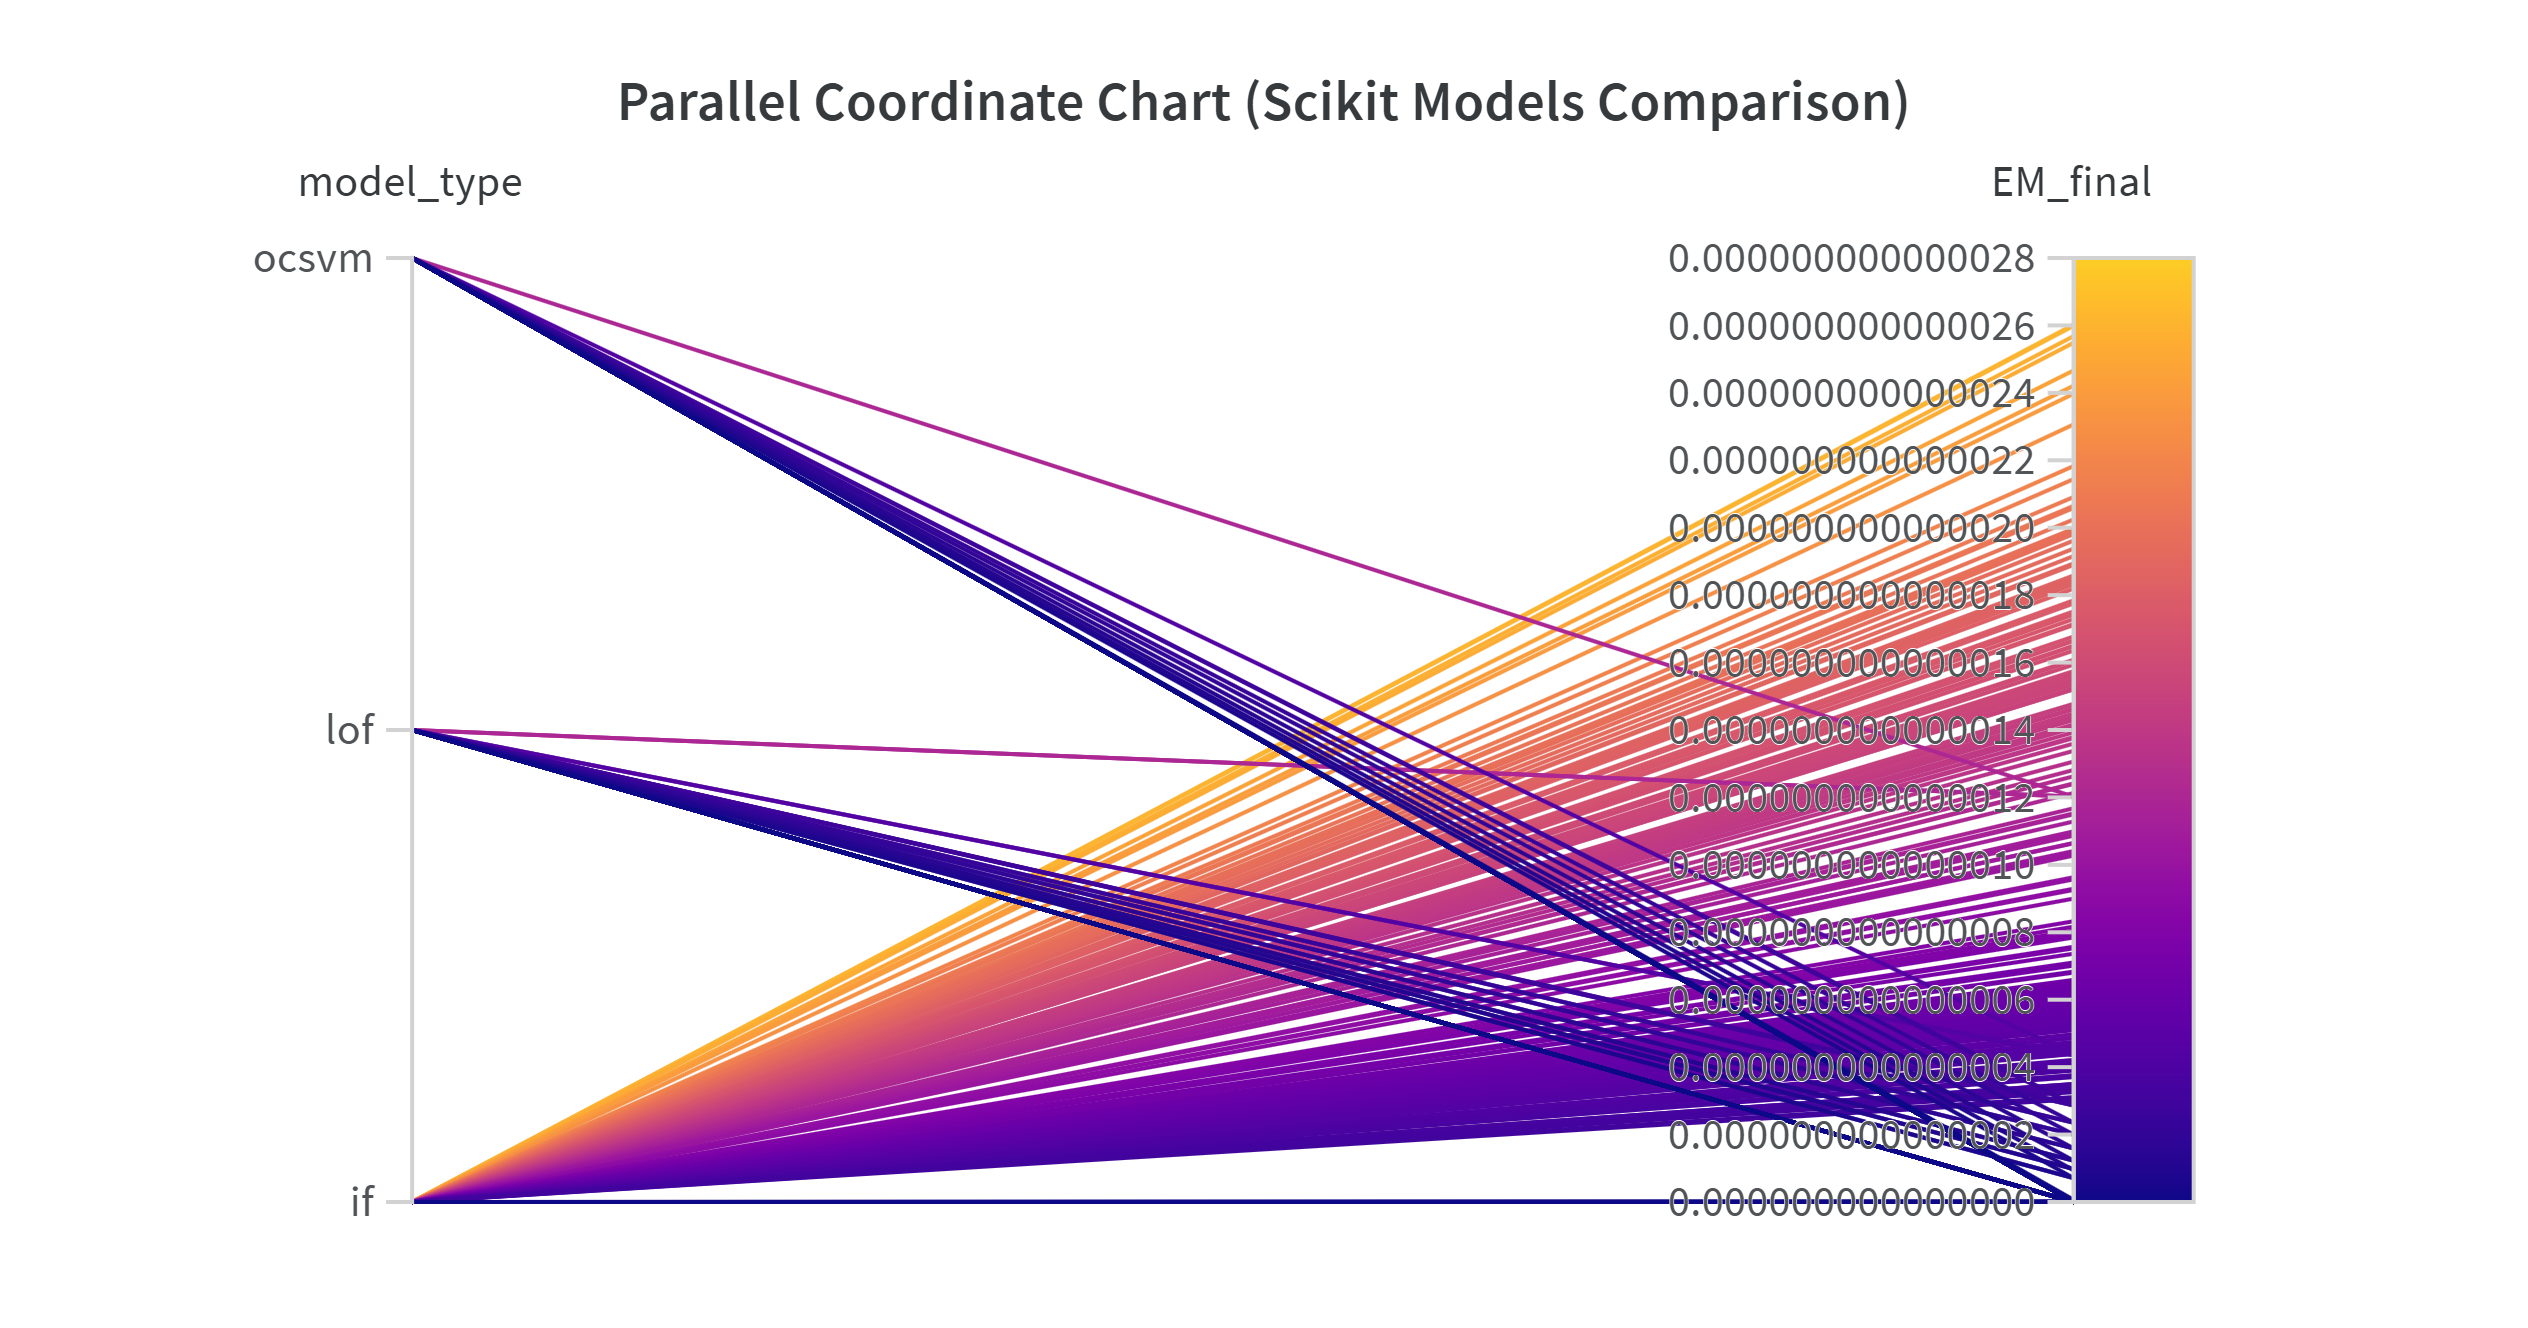 Parallel Coordinate Chart (Scikit Models Comparison)
model_type
EM_final
ocsvm
lof
if
0.000000000000028
0.000000000000026
0.000000000000024
0.000000000000022
0.000000000000020
0.000000000000018
0.000000000000016
0.000000000000014
0.000000000000012
0.000000000000010
0.000000000000008
0.000000000000006
0.000000000000004
0.000000000000002
0.000000000000000